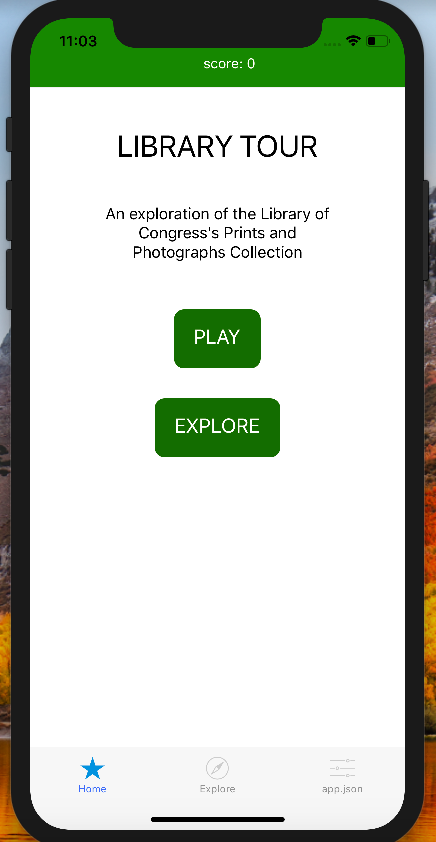 11:03
score: 0
LIBRARY TOUR
An exploration of the Library of
Congress's Prints and
Photographs Collection
PLAY
EXPLORE
Home
Explore
app.json